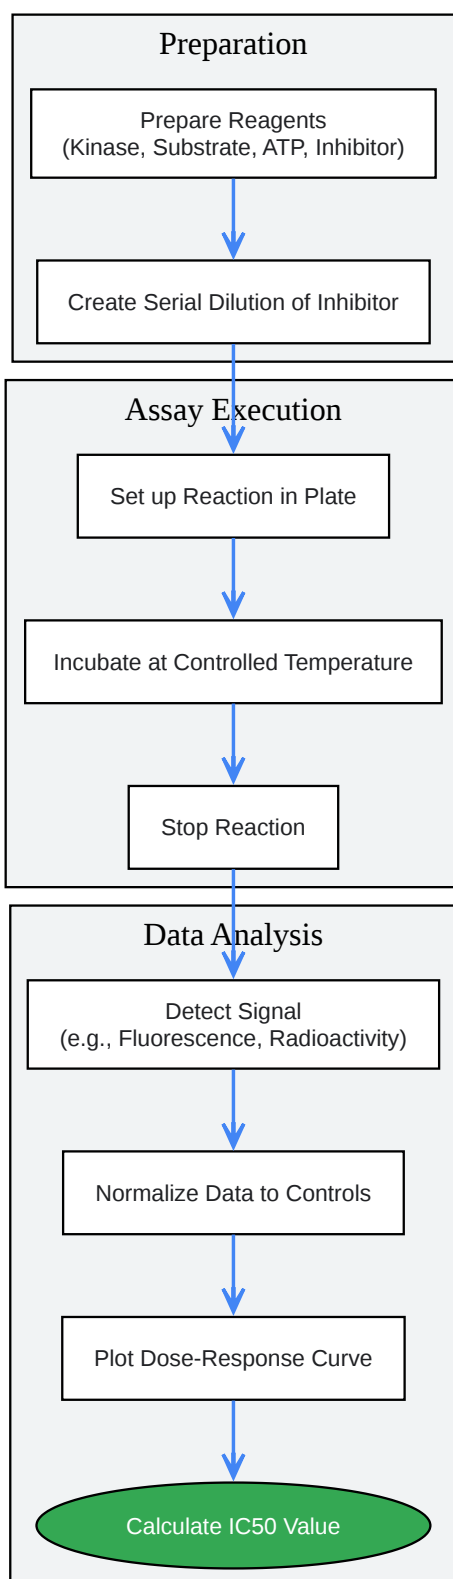 Preparation
Prepare Reagents
(Kinase, Substrate, ATP, Inhibitor)
Create Serial Dilution of Inhibitor
Assay Execution
Set up Reaction in Plate
Incubate at Controlled Temperature
Stop Reaction
Data Analysis
Detect Signal
(e.g., Fluorescence, Radioactivity)
Normalize Data to Controls
Plot Dose-Response Curve
Calculate IC50 Value